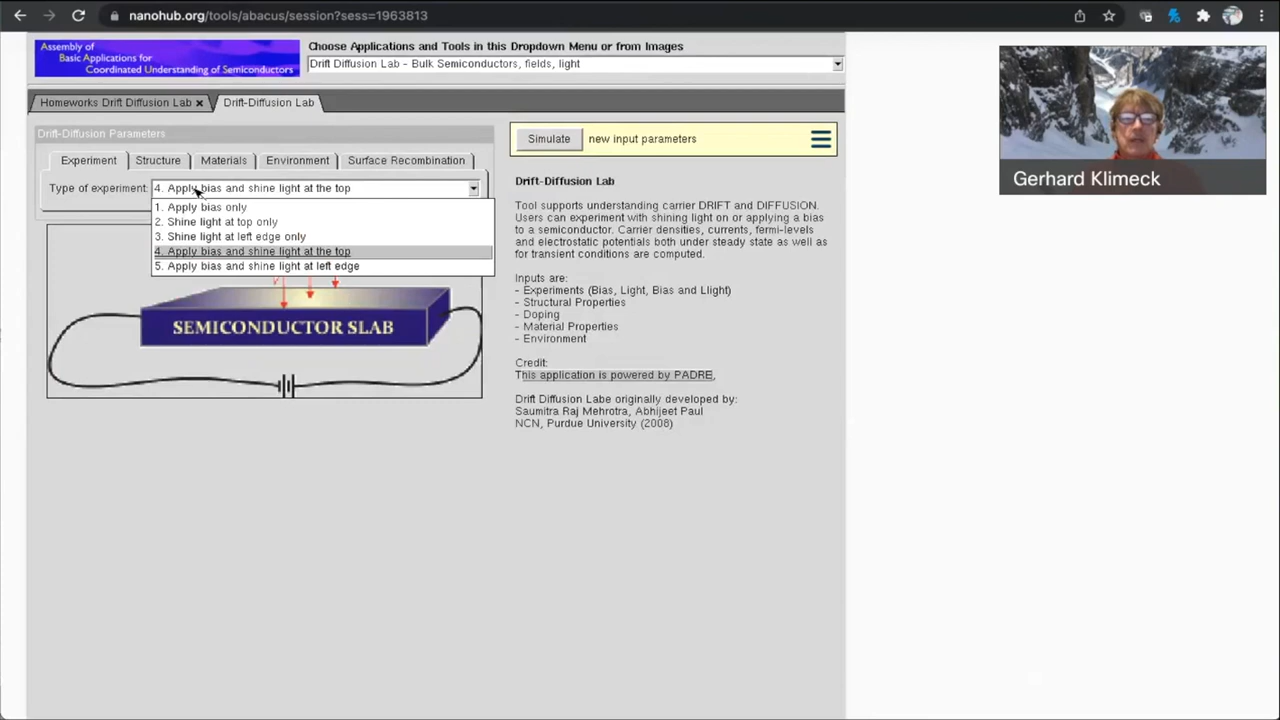 nanohub.org/tools/abacus/session?sess=1963813
Assembly of
Basic Applications for
Coordinated Understanding of Semiconductors
Choose Applications and Tools in this Dropdown Menu or from Images
Drift Diffusion Lab - Bulk Semiconductors, fields, light
Homeworks Drift Diffusion Lab
Drift-Diffusion Lab
Drift-Diffusion Parameters
Experiment
Structure
Materials
Environment
Surface Recombination
Type of experiment:
4. Apply bias and shine light at the top
1. Apply bias only
2. Shine light at top only
3. Shine light at left edge only
4. Apply bias and shine light at the top
5. Apply bias and shine light at left edge
SEMICONDUCTOR SLAB
Simulate
new input parameters
Drift-Diffusion Lab
Tool supports understanding carrier DRIFT and DIFFUSION.
Users can experiment with shining light on or applying a bias
to a semiconductor. Carrier densities, currents, fermi-levels
and electrostatic potentials both under steady state as well as
for transient conditions are computed.
Inputs are:
- Experiments (Bias, Light, Bias and Llight)
- Structural Properties
- Doping
- Material Properties
- Environment
Credit:
This application is powered by PADRE.
Drift Diffusion Labe originally developed by:
Saumitra Raj Mehrotra, Abhijeet Paul
NCN, Purdue University (2008)
Gerhard Klimeck